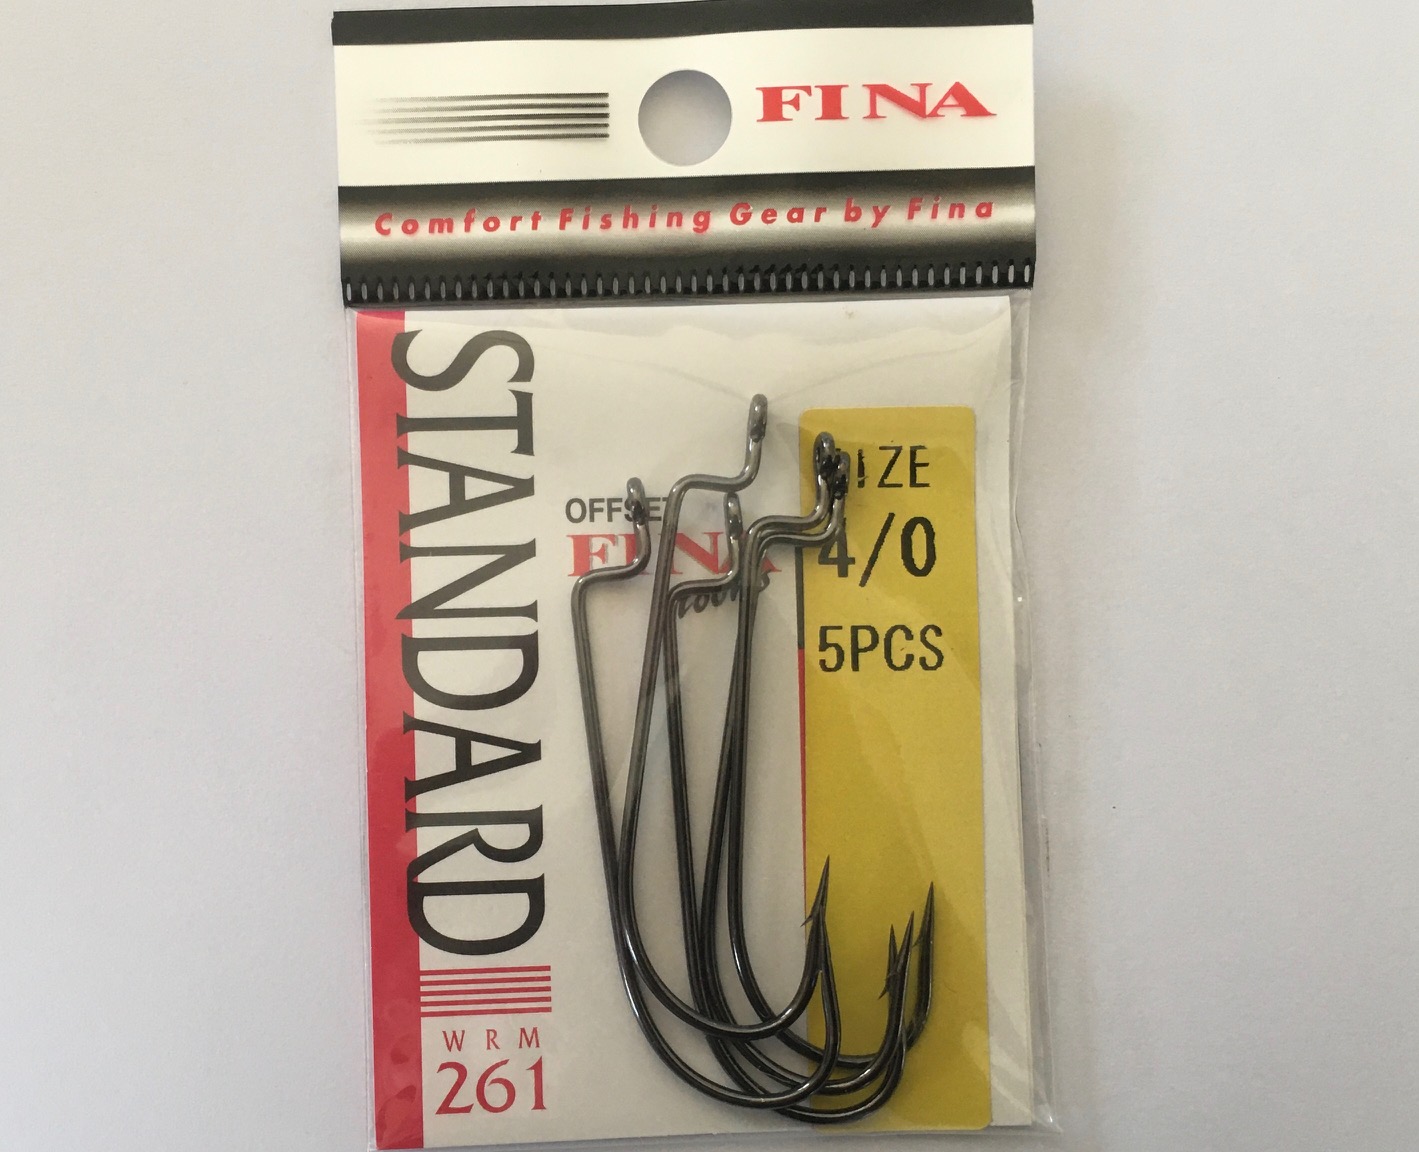 FINA
Comfort Fishing Gear by Fina
STANDARD
WRM
261
OFFSET
FINA
SIZE
4/0
5PCS